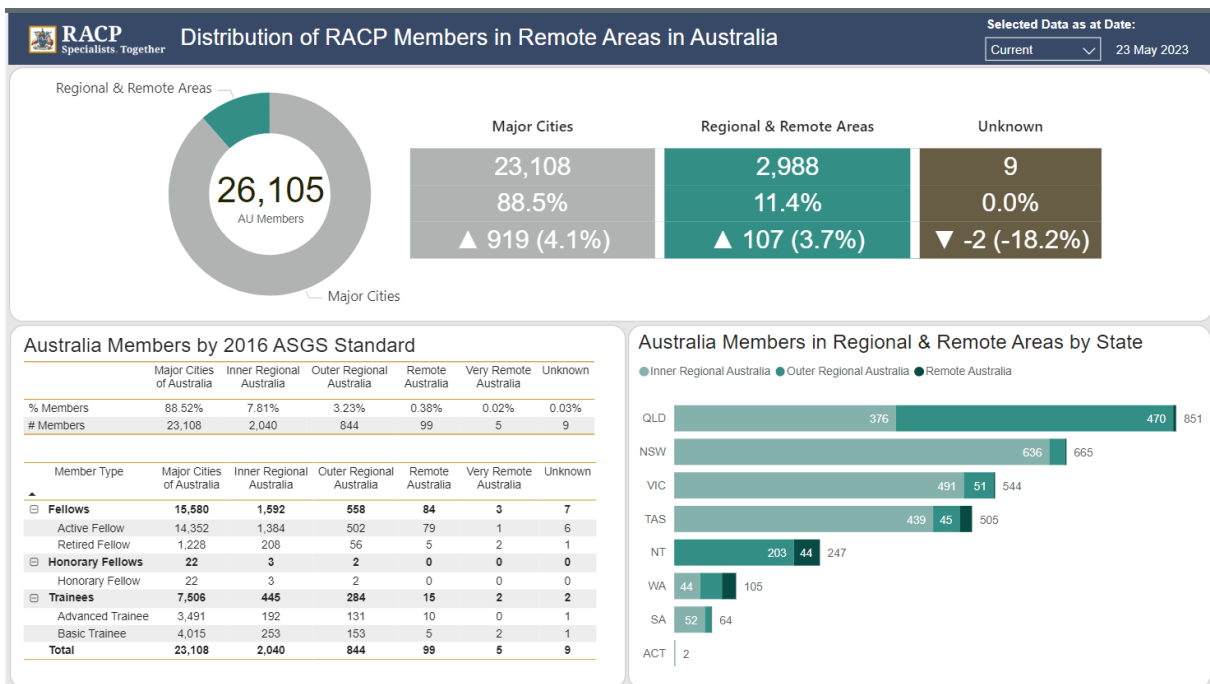 RACP
Specialists. Together
Distribution of RACP Members in Remote Areas in Australia
Selected Data as at Date:
Current
23 May 2023
Regional & Remote Areas
26,105
AU Members
Major Cities
Major Cities Regional & Remote Areas Unknown
23,108 2,988 9
88.5% 11.4% 0.0%
▲ 919 (4.1%) ▲ 107 (3.7%) ▼ -2 (-18.2%)
Australia Members by 2016 ASGS Standard
Major Cities Inner Regional Outer Regional Remote Very Remote Unknown
of Australia Australia Australia Australia Australia
% Members 88.52% 7.81% 3.23% 0.38% 0.02% 0.03%
# Members 23,108 2,040 844 99 5 9
Member Type Major Cities Inner Regional Outer Regional Remote Very Remote Unknown
of Australia Australia Australia Australia Australia
Fellows 15,580 1,592 558 84 3 7
Active Fellow 14,352 1,384 502 79 1 6
Retired Fellow 1,228 208 56 5 2 1
Honorary Fellows 22 3 2 0 0 0
Honorary Fellow 22 3 2 0 0 0
Trainees 7,506 445 284 15 2 2
Advanced Trainee 3,491 192 131 10 0 1
Basic Trainee 4,015 253 153 5 2 1
Total 23,108 2,040 844 99 5 9
Australia Members in Regional & Remote Areas by State
Inner Regional Australia Outer Regional Australia Remote Australia
QLD 376 470 851
NSW 636 665
VIC 491 51 544
TAS 439 45 505
NT 203 44 247
WA 44 105
SA 52 64
ACT 2